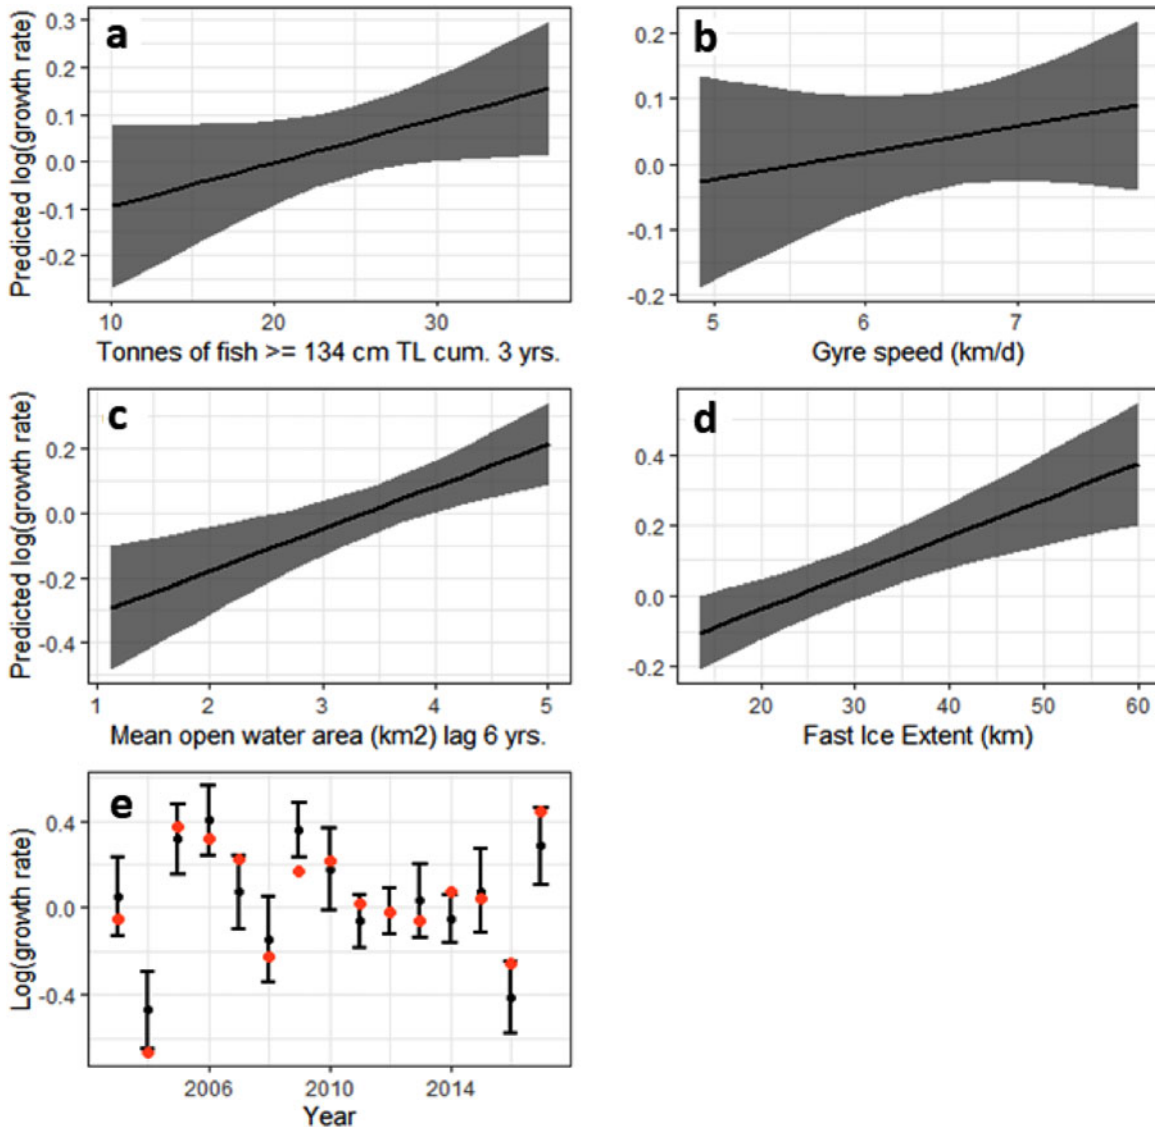 a
b
0.3
0.2
0.1
0.0
-0.1
-0.2
Predicted log(growth rate)
10 20 30
Tonnes of fish >= 134 cm TL cum. 3 yrs.
0.2
0.1
0.0
-0.1
-0.2
5 6 7
Gyre speed (km/d)
c
d
0.2
0.0
-0.2
-0.4
Predicted log(growth rate)
1 2 3 4 5
Mean open water area (km2) lag 6 yrs.
0.4
0.2
0.0
-0.2
20 30 40 50 60
Fast Ice Extent (km)
e
0.4
0.0
-0.4
Log(growth rate)
2006 2010 2014
Year